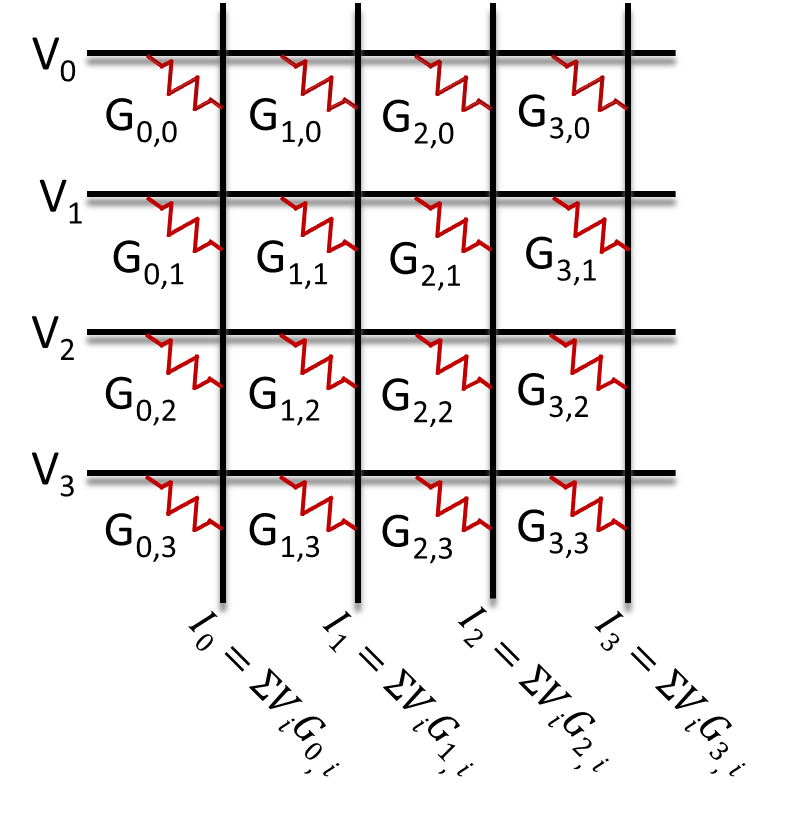 V₀
G₀,₀ G₁,₀ G₂,₀ G₃,₀
V₁
G₀,₁ G₁,₁ G₂,₁ G₃,₁
V₂
G₀,₂ G₁,₂ G₂,₂ G₃,₂
V₃
G₀,₃ G₁,₃ G₂,₃ G₃,₃
I₀ = ΣVᵢG₀,ᵢ
I₁ = ΣVᵢG₁,ᵢ
I₂ = ΣVᵢG₂,ᵢ
I₃ = ΣVᵢG₃,ᵢ